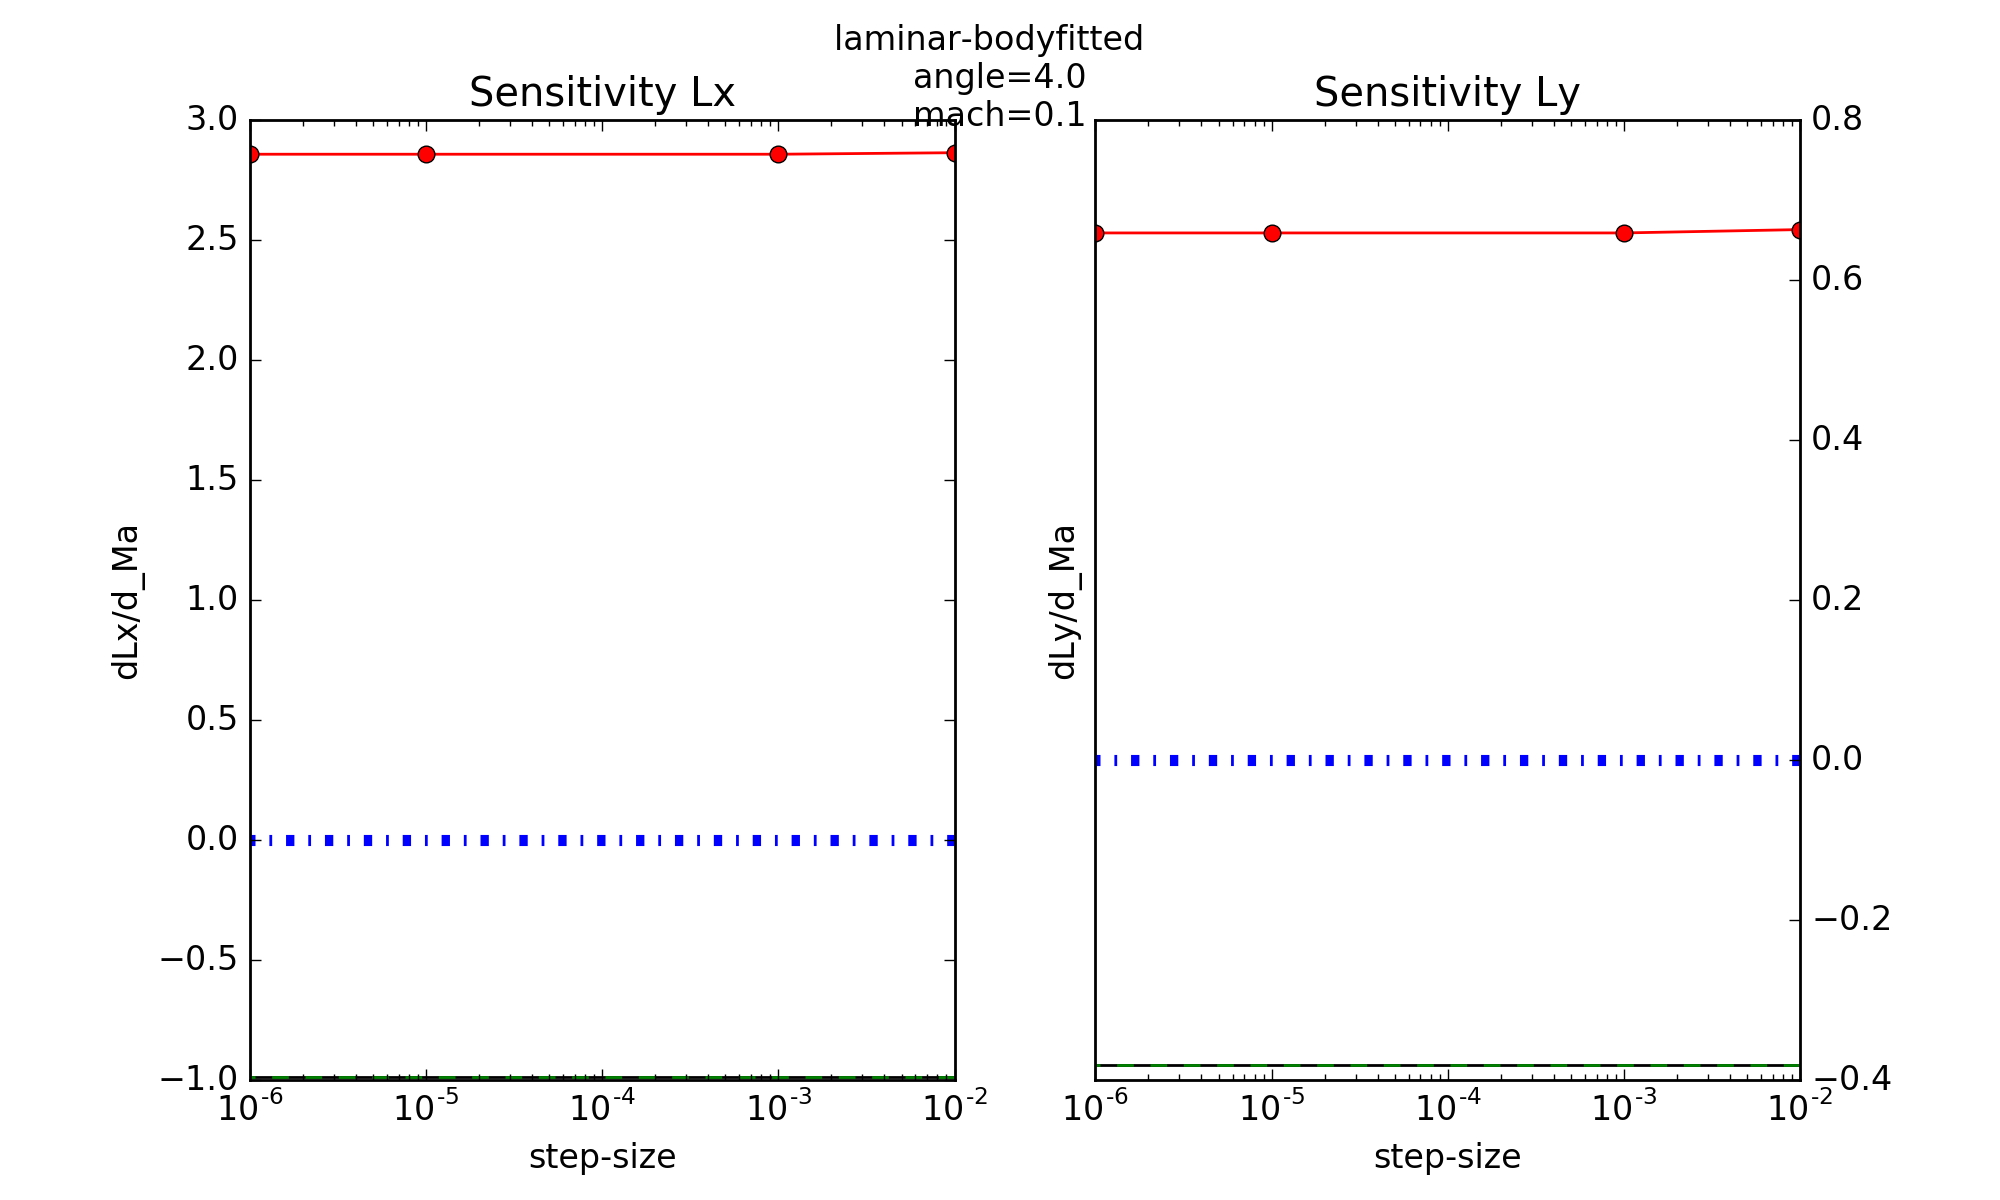 laminar-bodyfitted
angle=4.0
mach=0.1
Sensitivity Lx
3.0
2.5
2.0
1.5
1.0
0.5
0.0
−0.5
−1.0
dLx/d_Ma
10-6 10-5 10-4 10-3 10-2
step-size
Sensitivity Ly
0.8
0.6
0.4
0.2
0.0
−0.2
−0.4
dLy/d_Ma
10-6 10-5 10-4 10-3 10-2
step-size